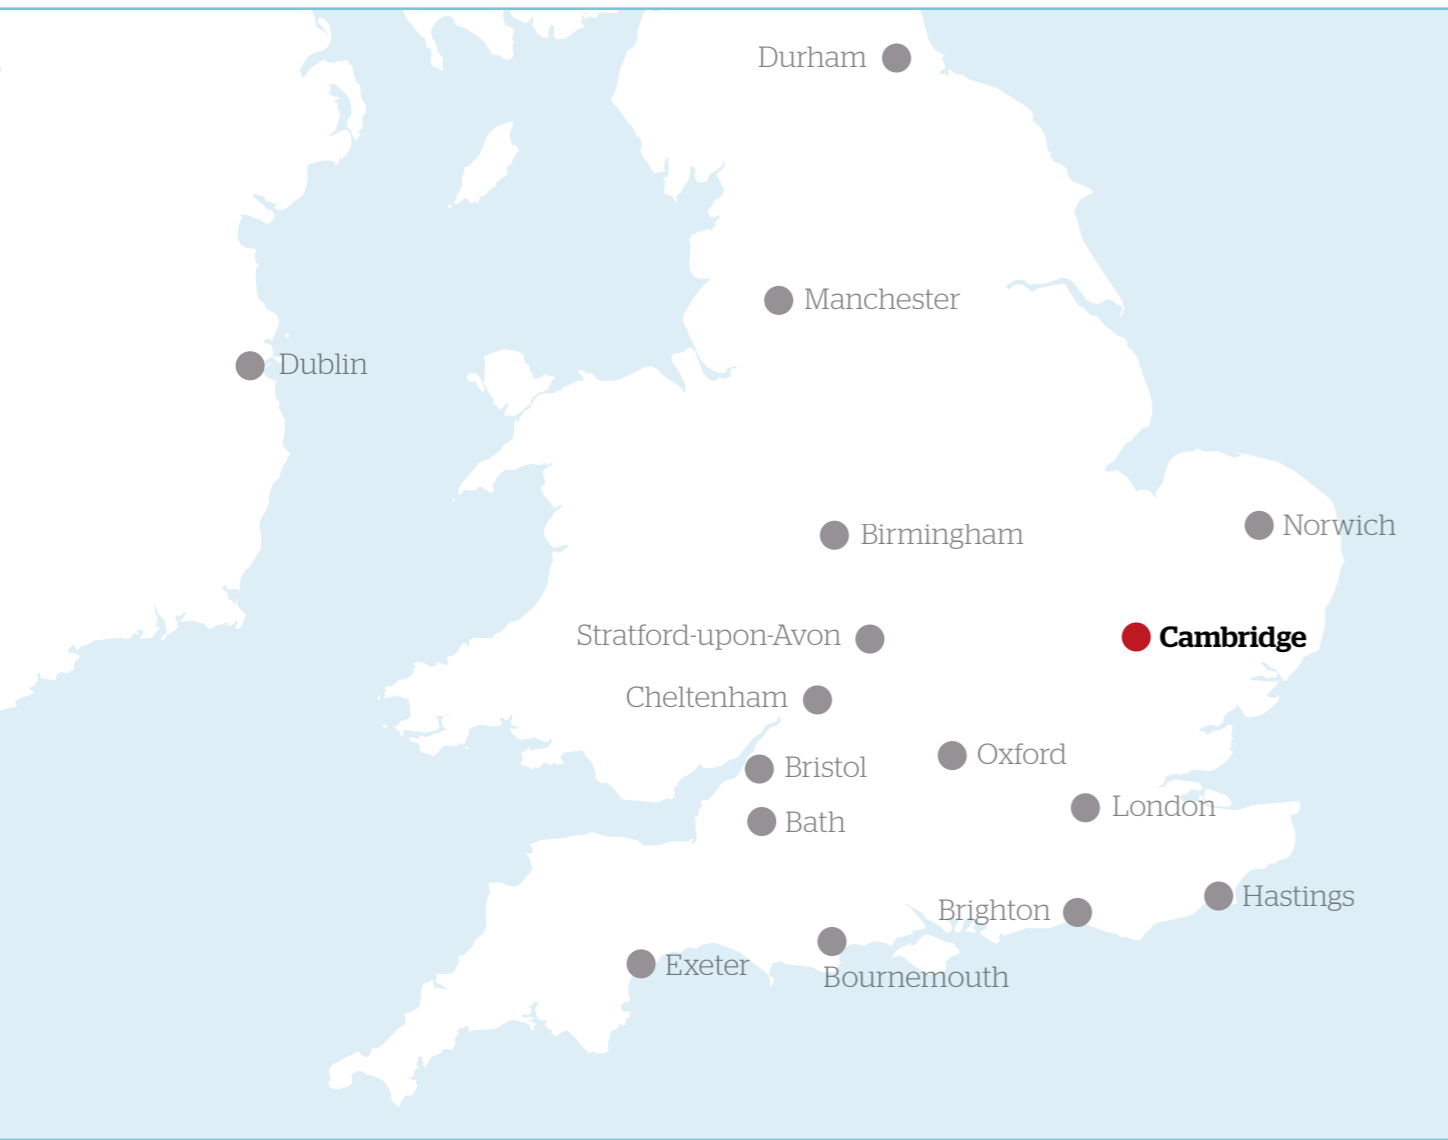 Durham
Manchester
Dublin
Norwich
Birmingham
Stratford-upon-Avon
Cambridge
Cheltenham
Oxford
Bristol
London
Bath
Hastings
Brighton
Exeter
Bournemouth